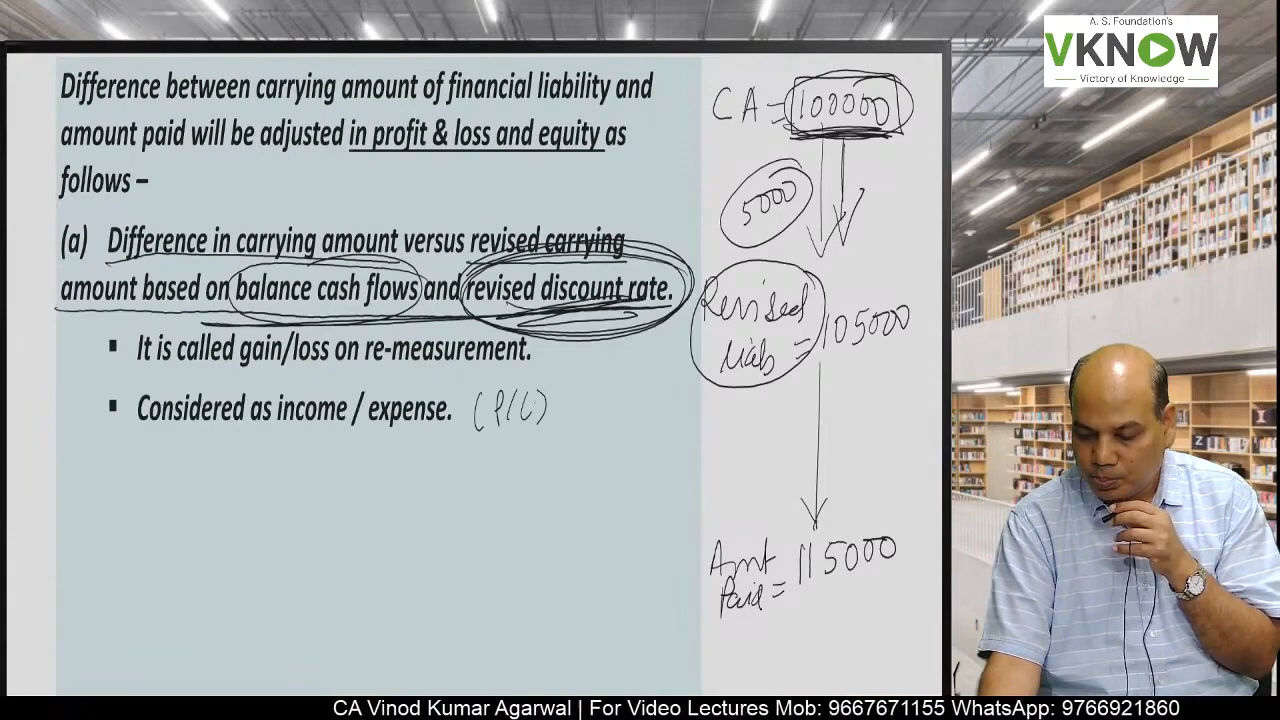 A. S. Foundation's
VKNOW
Victory of Knowledge
Difference between carrying amount of financial liability and
amount paid will be adjusted in profit & loss and equity as
follows –
(a) Difference in carrying amount versus revised carrying
amount based on balance cash flows and revised discount rate.
▪ It is called gain/loss on re-measurement.
▪ Considered as income / expense. (P/L)
CA = 100000
5000
Revised
Liab = 105000
Amt
Paid = 115000
CA Vinod Kumar Agarwal | For Video Lectures Mob: 9667671155 WhatsApp: 9766921860